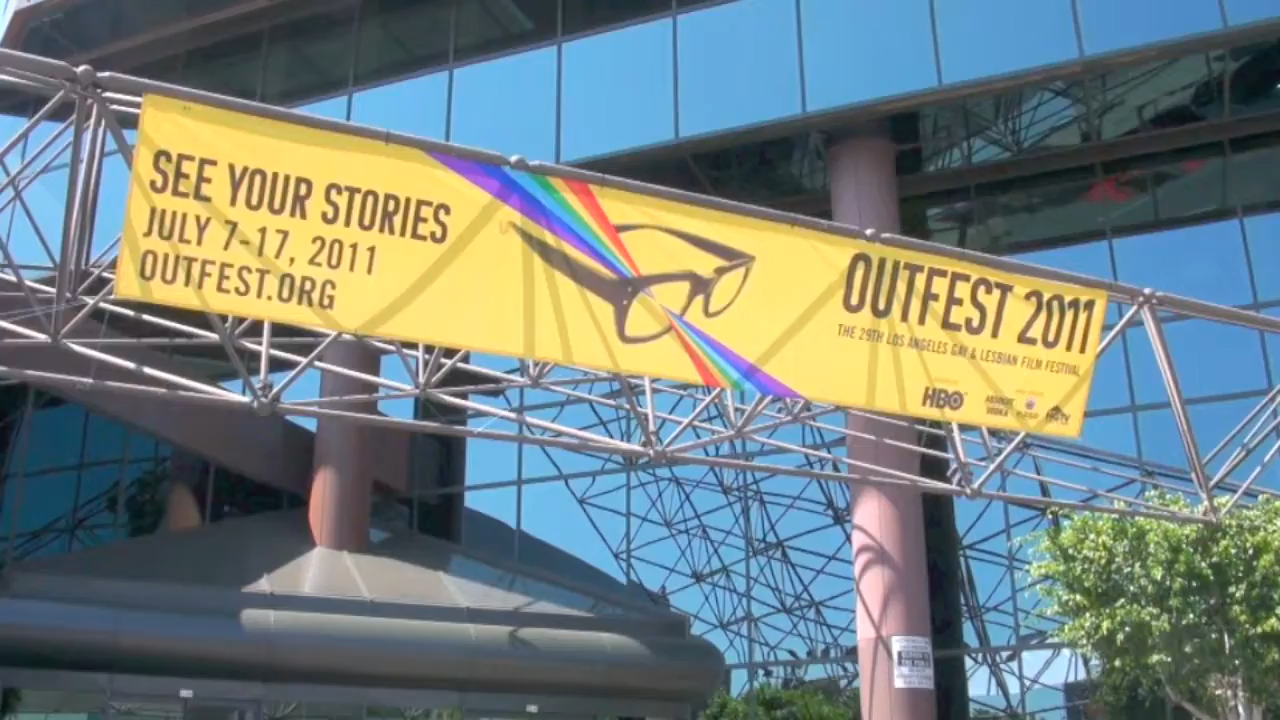 SEE YOUR STORIES
JULY 7-17, 2011
OUTFEST.ORG
OUTFEST 2011
THE 29TH LOS ANGELES GAY & LESBIAN FILM FESTIVAL
HBO
ABSOLUT
VODKA